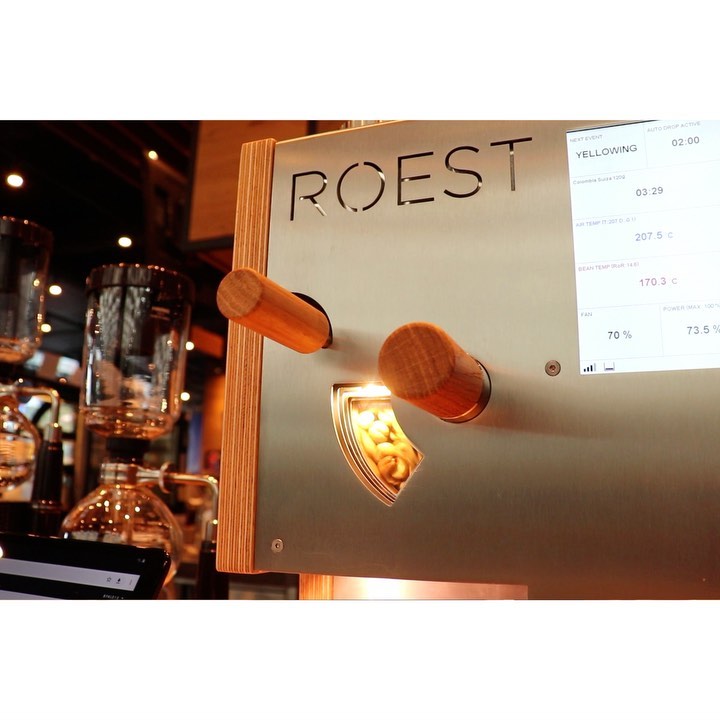 ROEST
NEXT EVENT
YELLOWING
AUTO DROP ACTIVE
02:00
03:29
207.5 C
170.3 C
FAN
70 %
73.5 %